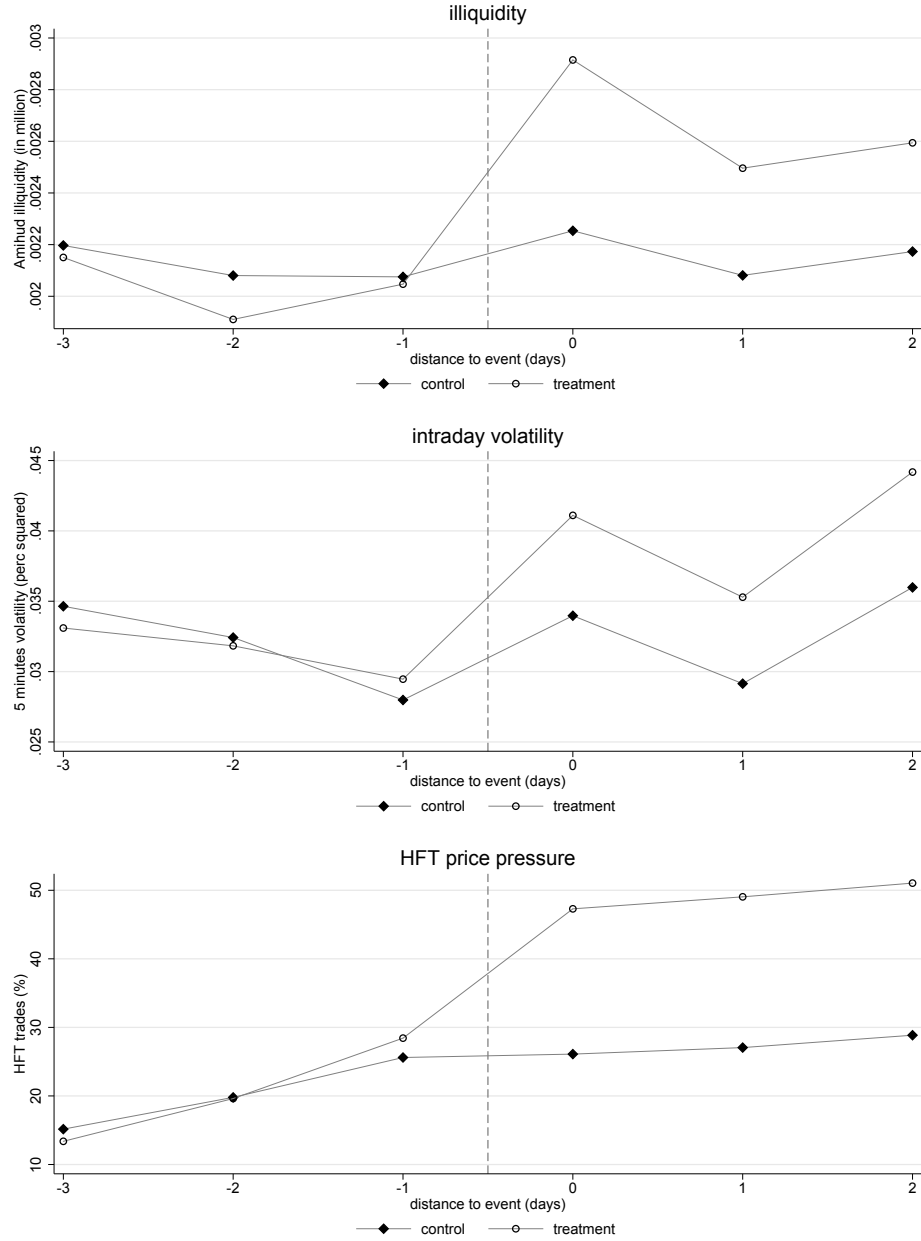 illiquidity
Amihud illiquidity (in million)
.003
.0028
.0026
.0024
.0022
.002
-3 -2 -1 0 1 2
distance to event (days)
control treatment
intraday volatility
5 minutes volatility (perc squared)
.045
.04
.035
.03
.025
-3 -2 -1 0 1 2
distance to event (days)
control treatment
HFT price pressure
HFT trades (%)
50
40
30
20
10
-3 -2 -1 0 1 2
distance to event (days)
control treatment